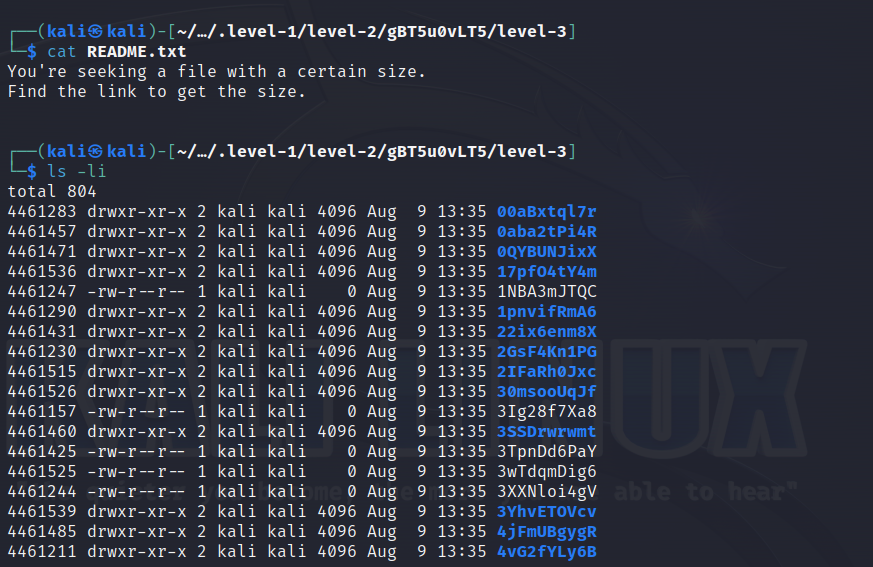 ┌──(kali㉿kali)-[~/…/.level-1/level-2/gBT5u0vLT5/level-3]
└─$ cat README.txt
You're seeking a file with a certain size.
Find the link to get the size.
┌──(kali㉿kali)-[~/…/.level-1/level-2/gBT5u0vLT5/level-3]
└─$ ls -li
total 804
4461283 drwxr-xr-x 2 kali kali 4096 Aug  9 13:35 00aBxtql7r
4461457 drwxr-xr-x 2 kali kali 4096 Aug  9 13:35 0aba2tPi4R
4461471 drwxr-xr-x 2 kali kali 4096 Aug  9 13:35 0QYBUNJixX
4461536 drwxr-xr-x 2 kali kali 4096 Aug  9 13:35 17pfO4tY4m
4461247 -rw-r--r-- 1 kali kali    0 Aug  9 13:35 1NBA3mJTQC
4461290 drwxr-xr-x 2 kali kali 4096 Aug  9 13:35 1pnvifRmA6
4461431 drwxr-xr-x 2 kali kali 4096 Aug  9 13:35 22ix6enm8X
4461230 drwxr-xr-x 2 kali kali 4096 Aug  9 13:35 2GsF4Kn1PG
4461515 drwxr-xr-x 2 kali kali 4096 Aug  9 13:35 2IFaRh0Jxc
4461526 drwxr-xr-x 2 kali kali 4096 Aug  9 13:35 30msooUqJf
4461157 -rw-r--r-- 1 kali kali    0 Aug  9 13:35 3Ig28f7Xa8
4461460 drwxr-xr-x 2 kali kali 4096 Aug  9 13:35 3SSDrwrwmt
4461425 -rw-r--r-- 1 kali kali    0 Aug  9 13:35 3TpnDd6PaY
4461525 -rw-r--r-- 1 kali kali    0 Aug  9 13:35 3wTdqmDig6
4461244 -rw-r--r-- 1 kali kali    0 Aug  9 13:35 3XXNloi4gV
4461539 drwxr-xr-x 2 kali kali 4096 Aug  9 13:35 3YhvETOVcv
4461485 drwxr-xr-x 2 kali kali 4096 Aug  9 13:35 4jFmUBgygR
4461211 drwxr-xr-x 2 kali kali 4096 Aug  9 13:35 4vG2fYLy6B
able to hear"